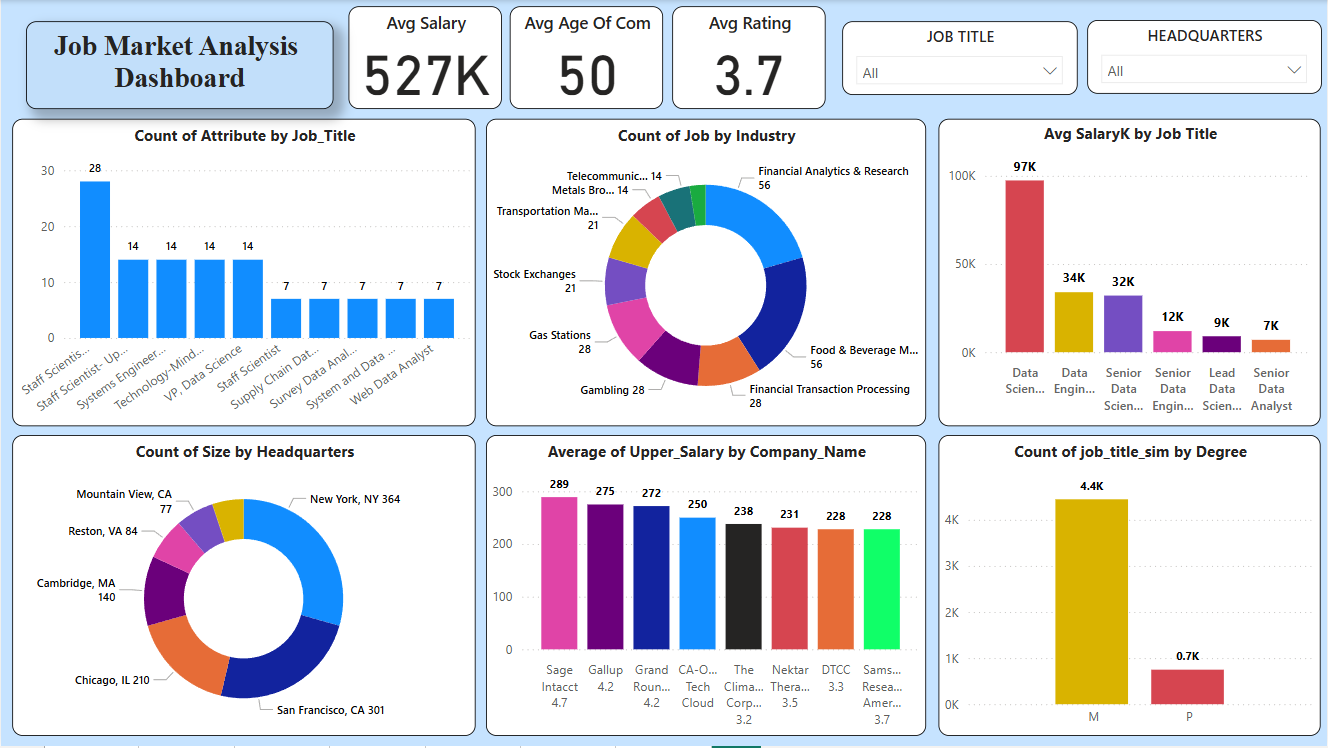 Job Market Analysis
Dashboard
Avg Salary
527K
Avg Age Of Com
50
Avg Rating
3.7
JOB TITLE
All
HEADQUARTERS
All
Count of Attribute by Job_Title
30
20
10
0
28
14
14
14
14
7
7
7
7
7
Staff Scientis...
Staff Scientist- Up...
Systems Engineer...
Technology-Mind...
VP, Data Science
Staff Scientist
Supply Chain Dat...
Survey Data Anal...
System and Data ...
Web Data Analyst
Count of Job by Industry
Financial Analytics & Research
56
Food & Beverage M...
56
Financial Transaction Processing
28
Gambling 28
Gas Stations
28
Stock Exchanges
21
Transportation Ma...
21
Metals Bro... 14
Telecommunic... 14
Avg SalaryK by Job Title
100K
50K
0K
97K
34K
32K
12K
9K
7K
Data
Scien...
Data
Engin...
Senior
Data
Scien...
Senior
Data
Engin...
Lead
Data
Scien...
Senior
Data
Analyst
Count of Size by Headquarters
New York, NY 364
San Francisco, CA 301
Chicago, IL 210
Cambridge, MA
140
Reston, VA 84
Mountain View, CA
77
Average of Upper_Salary by Company_Name
300
200
100
0
289
275
272
250
238
231
228
228
Sage
Intacct
4.7
Gallup
4.2
Grand
Roun...
4.2
CA-O...
Tech
Cloud
The
Clima...
Corp...
3.2
Nektar
Thera...
3.5
DTCC
3.3
Sams...
Resea...
Amer...
3.7
Count of job_title_sim by Degree
4K
3K
2K
1K
0K
4.4K
0.7K
M
P